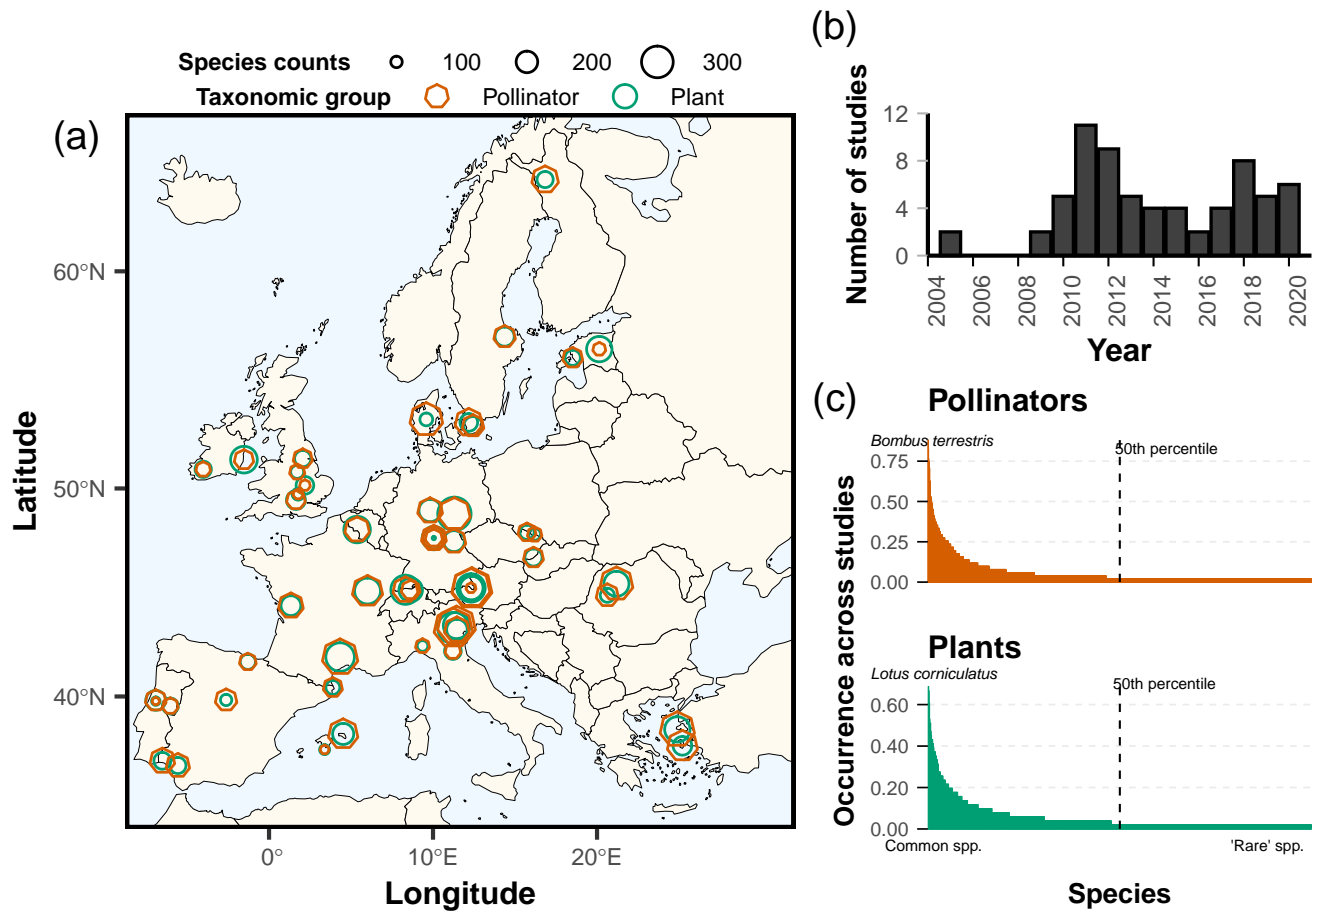 Species counts 100 200 300
Taxonomic group Pollinator Plant
(a)
60°N
50°N
40°N
0°
10°E
20°E
Latitude
Longitude
(b)
Number of studies
12
8
4
0
2004
2006
2008
2010
2012
2014
2016
2018
2020
Year
(c)
Pollinators
Bombus terrestris
50th percentile
0.75
0.50
0.25
0.00
Plants
Lotus corniculatus
50th percentile
0.60
0.40
0.20
0.00
Common spp.
'Rare' spp.
Occurrence across studies
Species